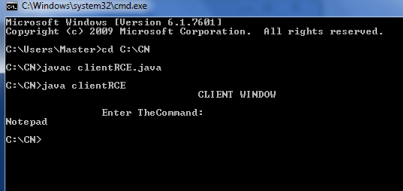 C:\Windows\system32\cmd.exe
Microsoft Windows [Version 6.1.7601]
Copyright (c) 2009 Microsoft Corporation.  All rights reserved.
C:\Users\Master>cd C:\CN
C:\CN>javac clientRCE.java
C:\CN>java clientRCE
CLIENT WINDOW
Enter TheCommand:
Notepad
C:\CN>